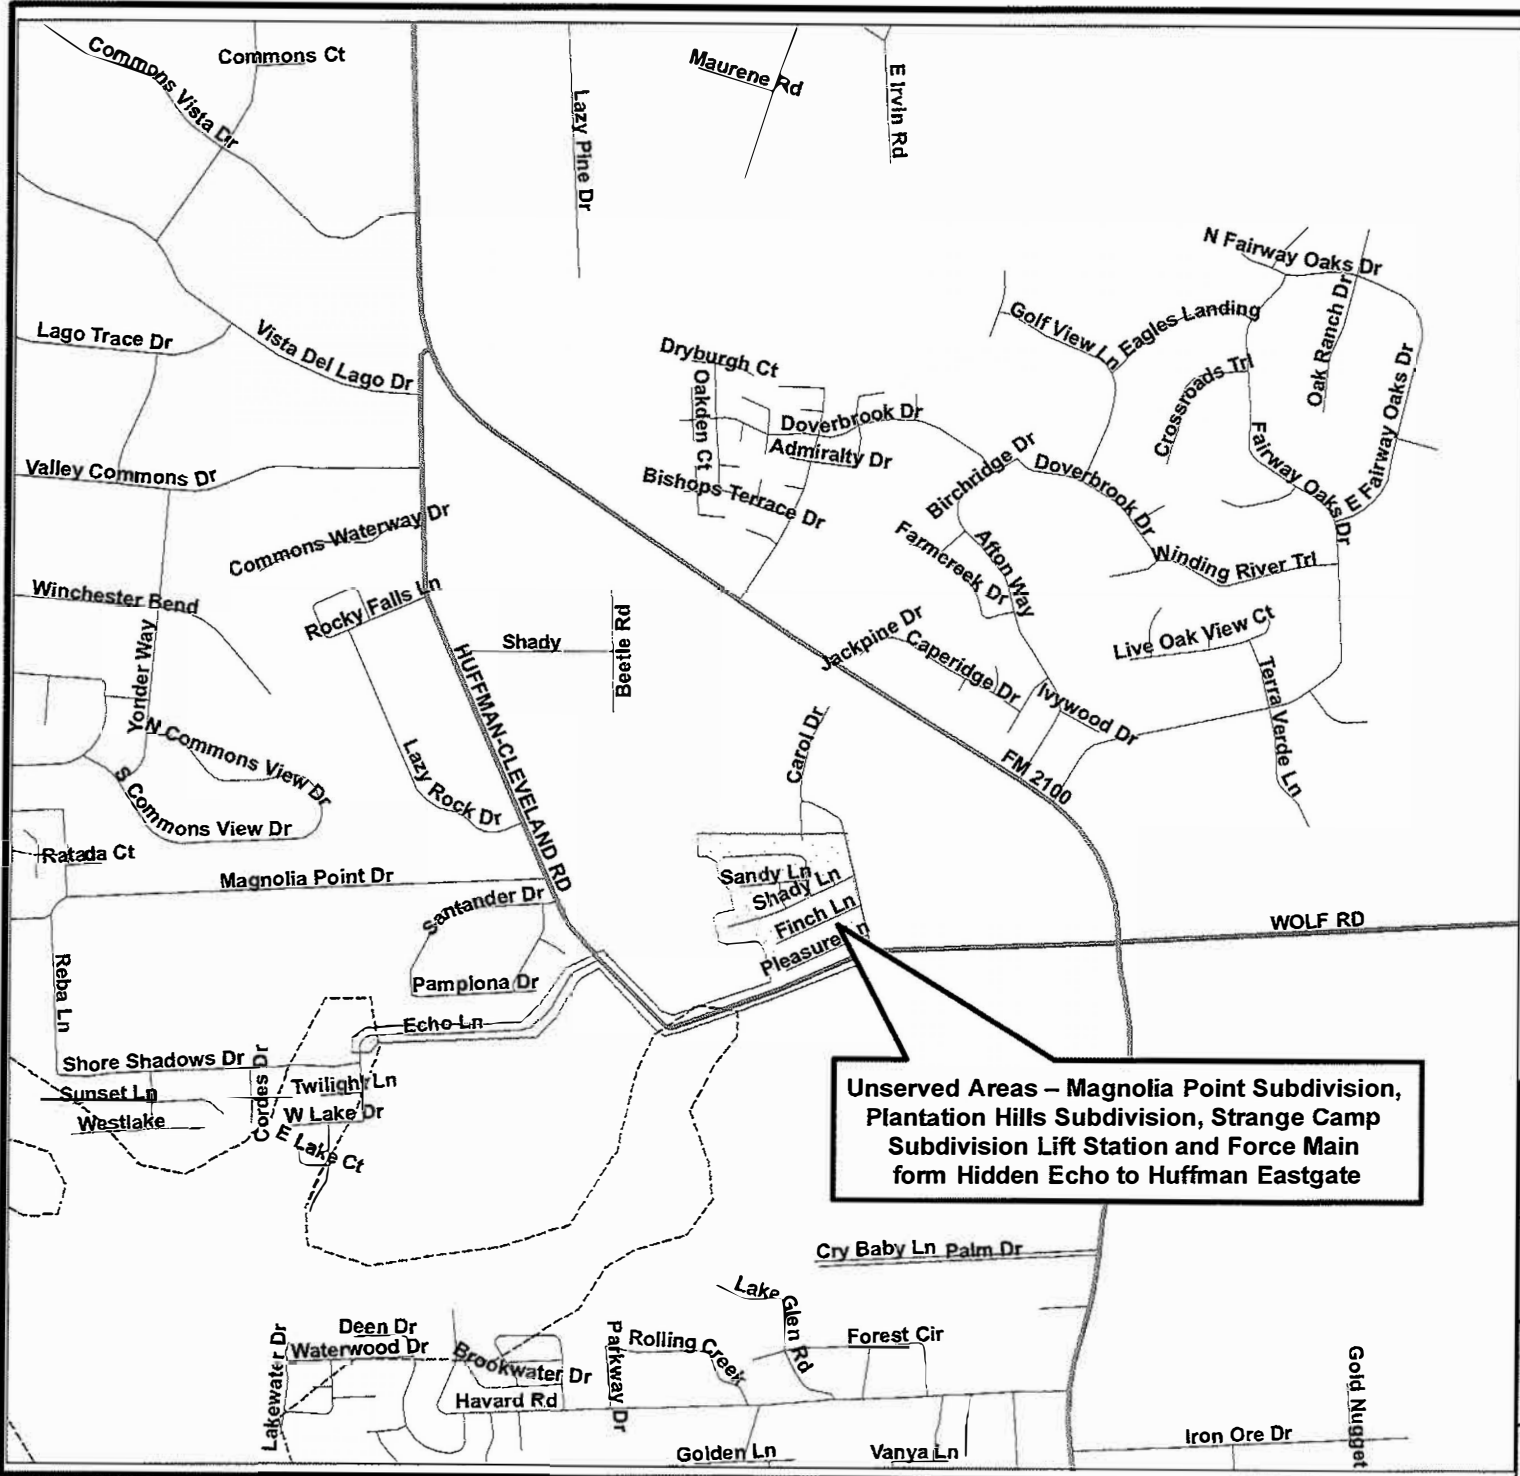 Commons Vista Dr
Commons Ct
Lazy Pine Dr
Maurene Rd
E Irvin Rd
N Fairway Oaks Dr
Lago Trace Dr
Vista Del Lago Dr
Golf View Ln
Eagles Landing
Oak Ranch Dr
Dryburgh Ct
Oakden Ct
Crossroads Trl
E Fairway Oaks Dr
Doverbrook Dr
Admiralty Dr
Valley Commons Dr
Bishops Terrace Dr
Birchridge Dr
Doverbrook Dr
Fairway Oaks Dr
Commons Waterway Dr
Farmcreek Dr
Afton Way
Winding River Trl
Winchester Bend
Rocky Falls Ln
Yonder Way
HUFFMAN-CLEVELAND RD
Shady
Beetle Rd
Jackpine Dr
Caperidge Dr
Live Oak View Ct
Terra Verde Ln
Ivywood Dr
N Commons View Dr
S Commons View Dr
Lazy Rock Dr
Carol Dr
FM 2100
Ratada Ct
Magnolia Point Dr
Santander Dr
Sandy Ln
Shady Ln
Finch Ln
Pleasure Ln
WOLF RD
Reba Ln
Pamplona Dr
Echo Ln
Shore Shadows Dr
Sunset Ln
Westlake
Cordes Dr
Twilight Ln
W Lake Dr
E Lake Ct
Unserved Areas – Magnolia Point Subdivision,
Plantation Hills Subdivision, Strange Camp
Subdivision Lift Station and Force Main
form Hidden Echo to Huffman Eastgate
Cry Baby Ln
Palm Dr
Lake Glen Rd
Lakewater Dr
Deen Dr
Waterwood Dr
Brookwater Dr
Havard Rd
Parkway Dr
Rolling Creek
Forest Cir
Golden Ln
Vanya Ln
Iron Ore Dr
Gold Nugget